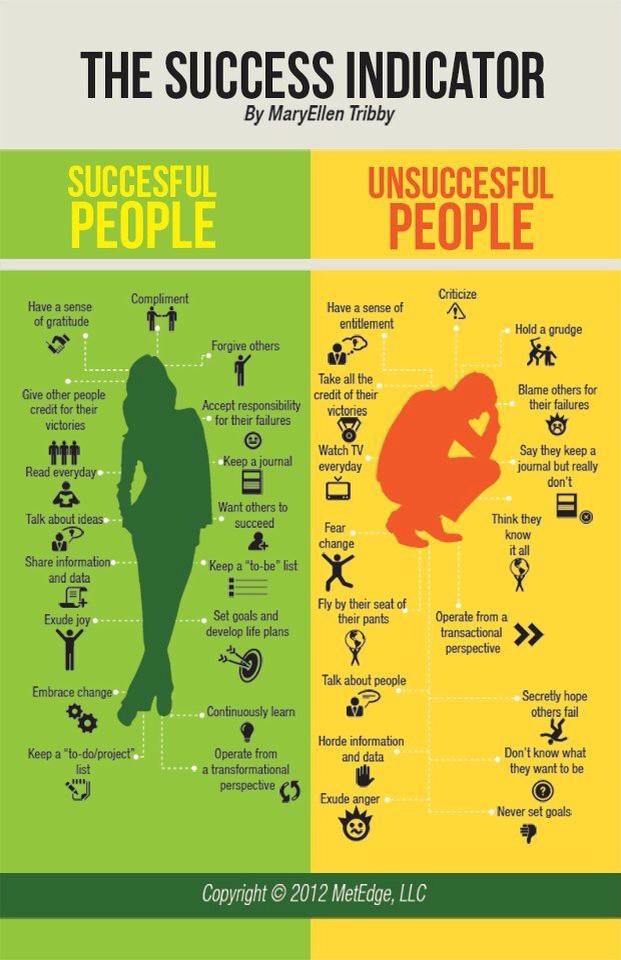 THE SUCCESS INDICATOR
By MaryEllen Tribby
SUCCESFUL
PEOPLE
Have a sense
of gratitude
Compliment
Forgive others
Give other people
credit for their
victories
Accept responsibility
for their failures
Read everyday
Keep a journal
Talk about ideas
Want others to
succeed
Share information
and data
Keep a "to-be" list
Exude joy
Set goals and
develop life plans
Embrace change
Continuously learn
Keep a "to-do/project"
list
Operate from
a transformational
perspective
UNSUCCESFUL
PEOPLE
Have a sense of
entitlement
Criticize
Hold a grudge
Take all the
credit of their
victories
Blame others for
their failures
Watch TV
everyday
Say they keep a
journal but really
don't
Fear
change
Think they
know
it all
Fly by their seat of
their pants
Operate from a
transactional
perspective
Talk about people
Secretly hope
others fail
Horde information
and data
Don't know what
they want to be
Exude anger
Never set goals
Copyright © 2012 MetEdge, LLC